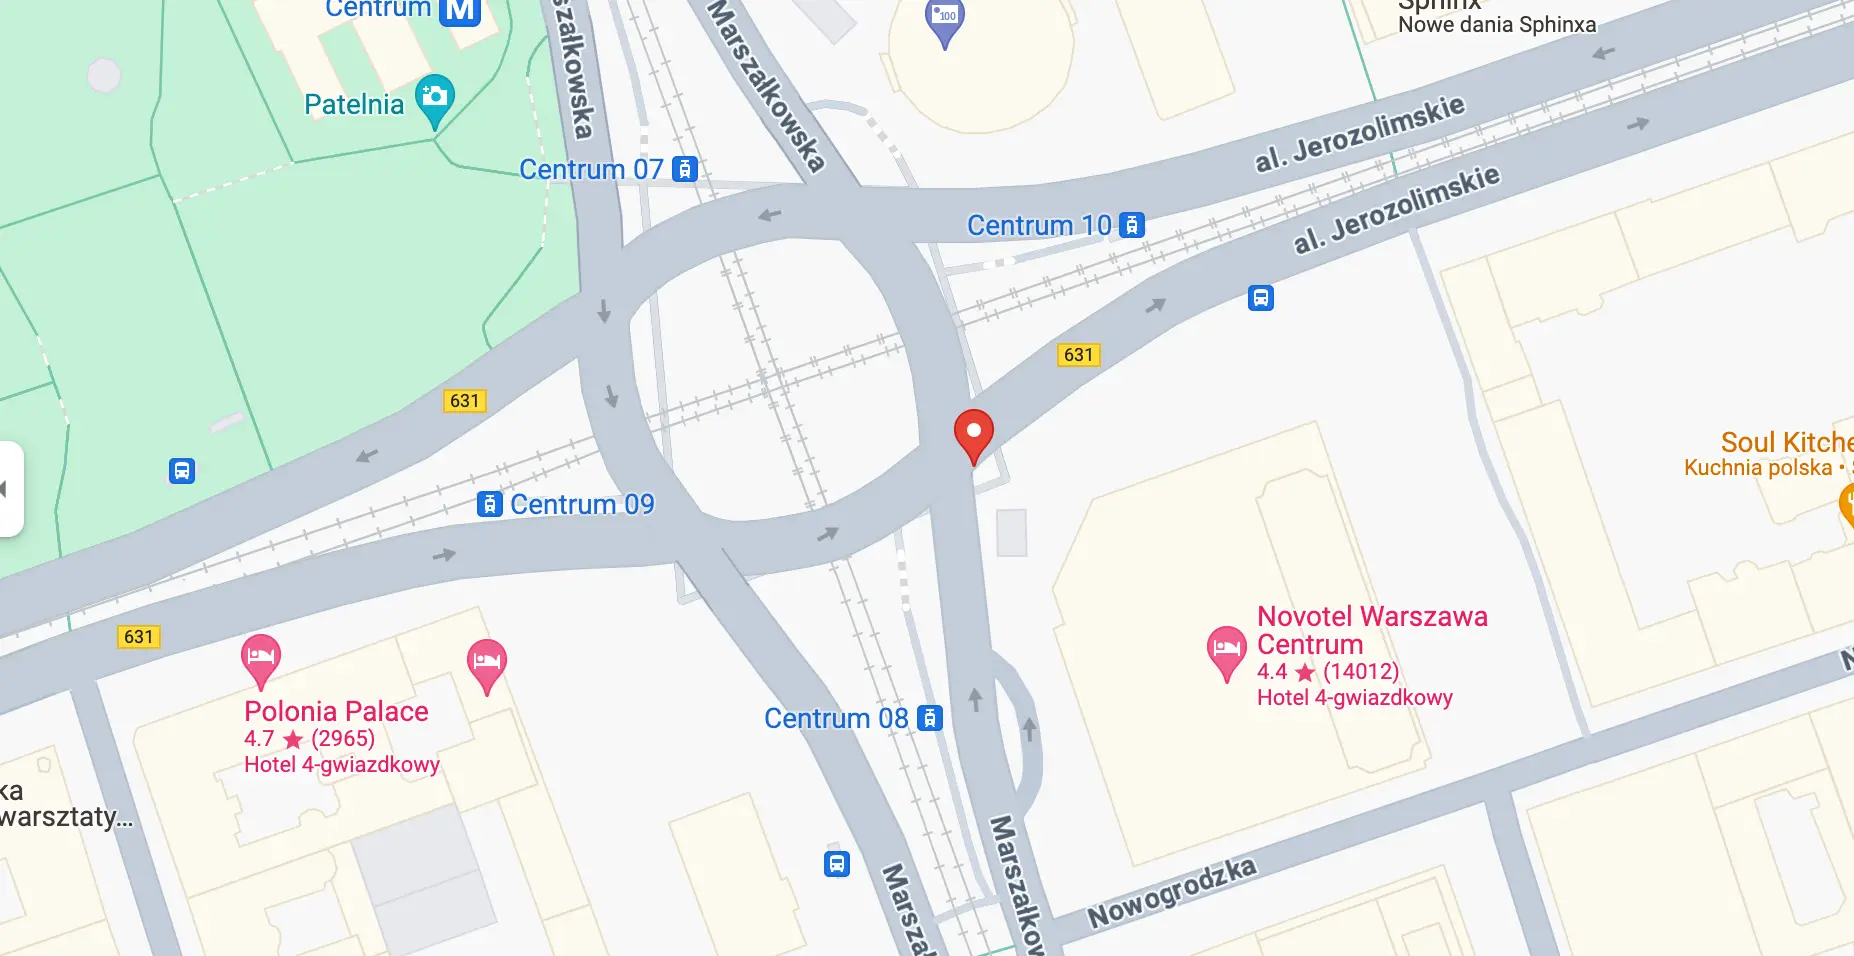 Centrum M
Sphinx
Nowe dania Sphinxa
100
Marszałkowska
Patelnia
Centrum 07
al. Jerozolimskie
Centrum 10
al. Jerozolimskie
631
631
Soul Kitche
Kuchnia polska •
Centrum 09
631
Novotel Warszawa
Centrum
4.4 ★ (14012)
Hotel 4-gwiazdkowy
Polonia Palace
4.7 ★ (2965)
Hotel 4-gwiazdkowy
Centrum 08
ka
warsztaty...
szałkowska
Marszał
Marszałkow
Nowogrodzka
N